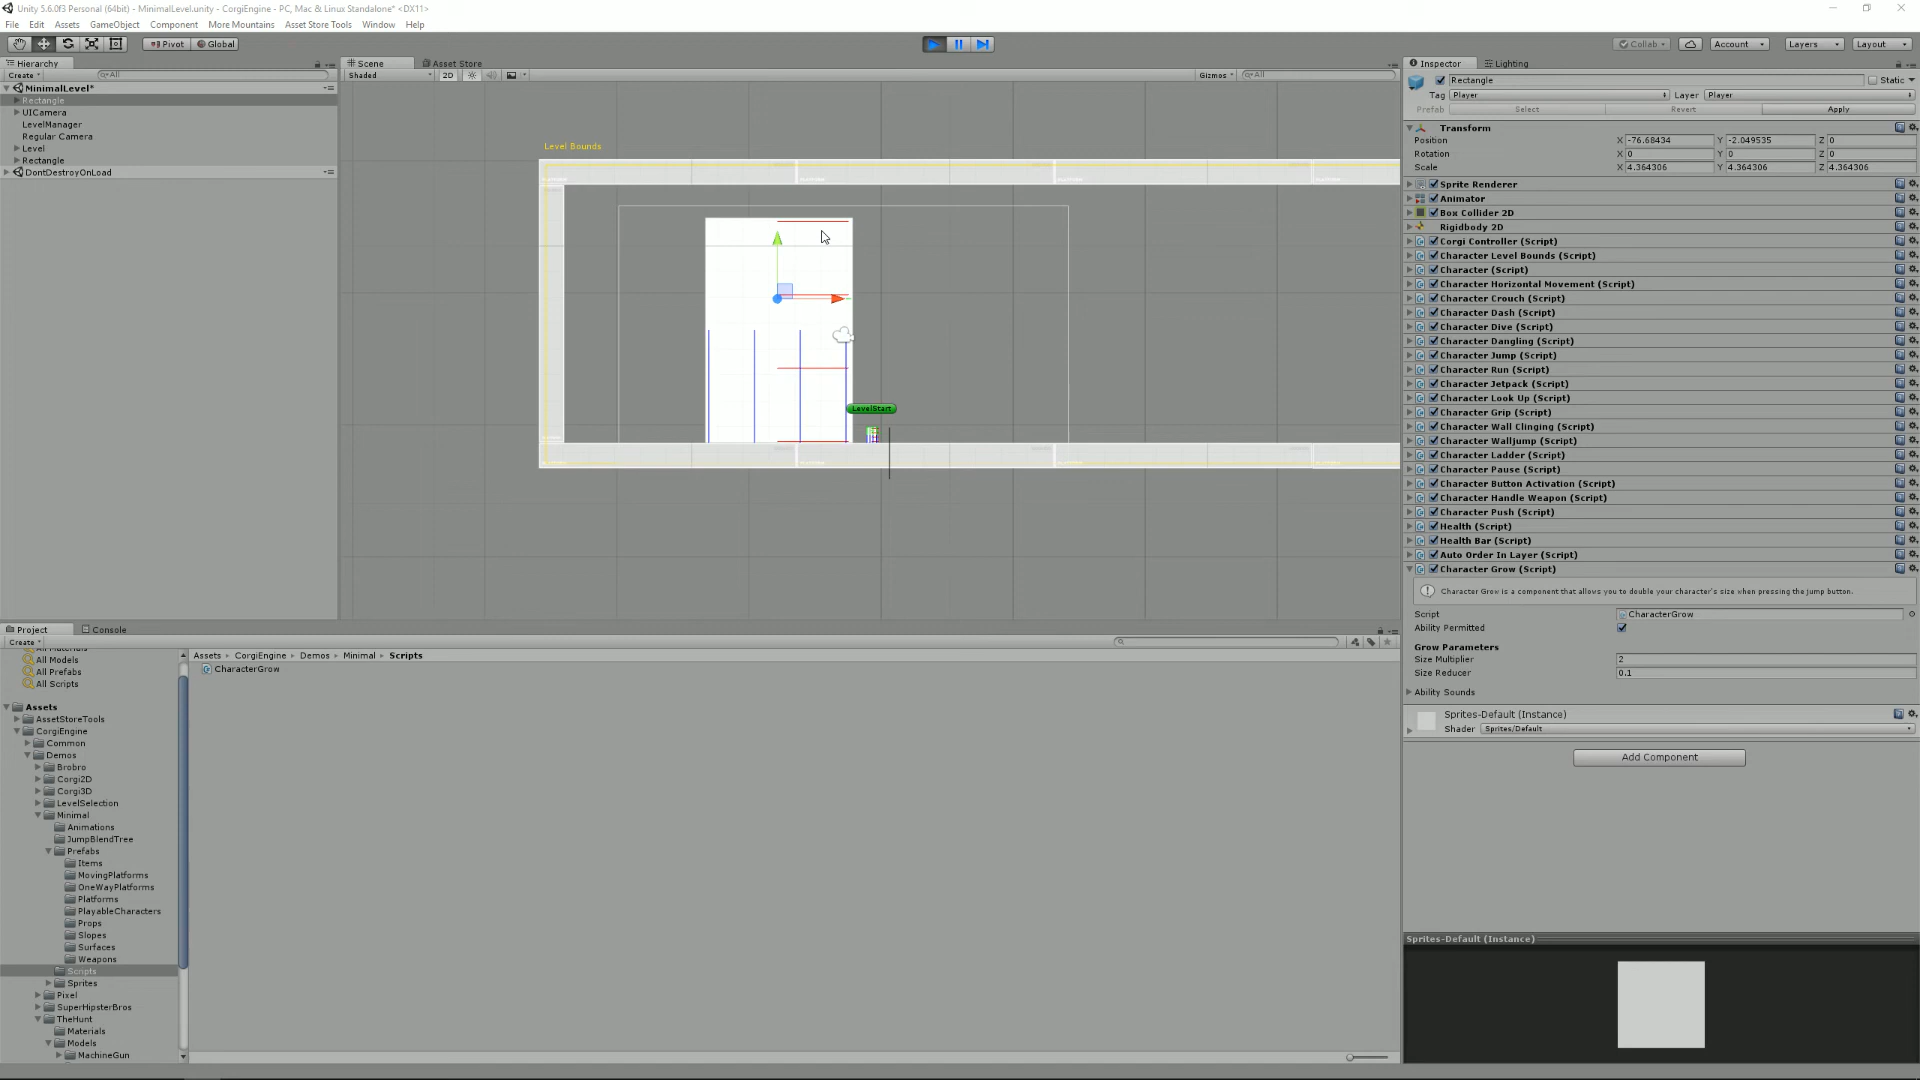 Unity 5.6.0f3 Personal (64bit) - MinimalLevel.unity - CorgiEngine - PC, Mac & Linux Standalone* <DX11>
File Edit Assets GameObject Component More Mountains Asset Store Tools Window Help
Pivot Global Collab Account Layers Layout
Hierarchy
Create All
MinimalLevel*
Rectangle
UICamera
LevelManager
Regular Camera
Level
Rectangle
DontDestroyOnLoad
Scene Asset Store
Shaded 2D Gizmos All
Level Bounds
LevelStart
Project Console
Create
All Models
All Prefabs
All Scripts
Assets
AssetStoreTools
CorgiEngine
Common
Demos
Brobro
Corgi2D
Corgi3D
LevelSelection
Minimal
Animations
JumpBlendTree
Prefabs
Items
MovingPlatforms
OneWayPlatforms
Platforms
PlayableCharacters
Props
Slopes
Surfaces
Weapons
Scripts
Sprites
Pixel
SuperHipsterBros
TheHunt
Materials
Models
MachineGun
Assets CorgiEngine Demos Minimal Scripts
CharacterGrow
Inspector Lighting
Rectangle Static
Tag Player Layer Player
Prefab Select Revert Apply
Transform
Position X -76.68434 Y -2.049535 Z 0
Rotation X 0 Y 0 Z 0
Scale X 4.364306 Y 4.364306 Z 4.364306
Sprite Renderer
Animator
Box Collider 2D
Rigidbody 2D
Corgi Controller (Script)
Character Level Bounds (Script)
Character (Script)
Character Horizontal Movement (Script)
Character Crouch (Script)
Character Dash (Script)
Character Dive (Script)
Character Dangling (Script)
Character Jump (Script)
Character Run (Script)
Character Jetpack (Script)
Character Look Up (Script)
Character Grip (Script)
Character Wall Clinging (Script)
Character Walljump (Script)
Character Ladder (Script)
Character Pause (Script)
Character Button Activation (Script)
Character Handle Weapon (Script)
Character Push (Script)
Health (Script)
Health Bar (Script)
Auto Order In Layer (Script)
Character Grow (Script)
Character Grow is a component that allows you to double your character's size when pressing the jump button.
Script CharacterGrow
Ability Permitted
Grow Parameters
Size Multiplier 2
Size Reducer 0.1
Ability Sounds
Sprites-Default (Instance)
Shader Sprites/Default
Add Component
Sprites-Default (Instance)